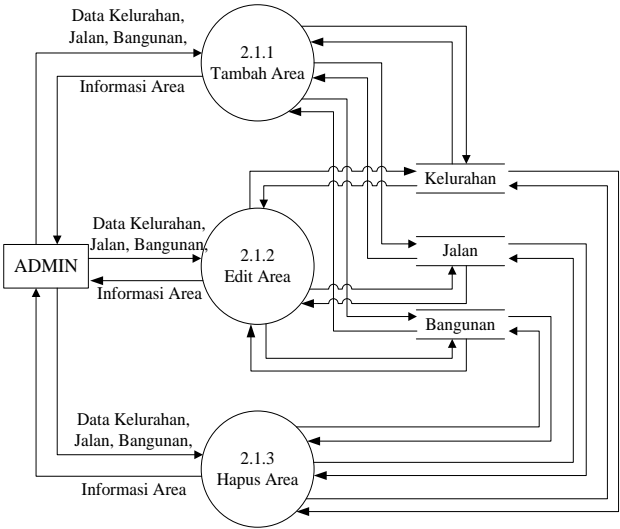 Data Kelurahan,
Jalan, Bangunan,
Informasi Area
2.1.1
Tambah Area
Kelurahan
Data Kelurahan,
Jalan, Bangunan,
ADMIN
Informasi Area
2.1.2
Edit Area
Jalan
Bangunan
Data Kelurahan,
Jalan, Bangunan,
Informasi Area
2.1.3
Hapus Area